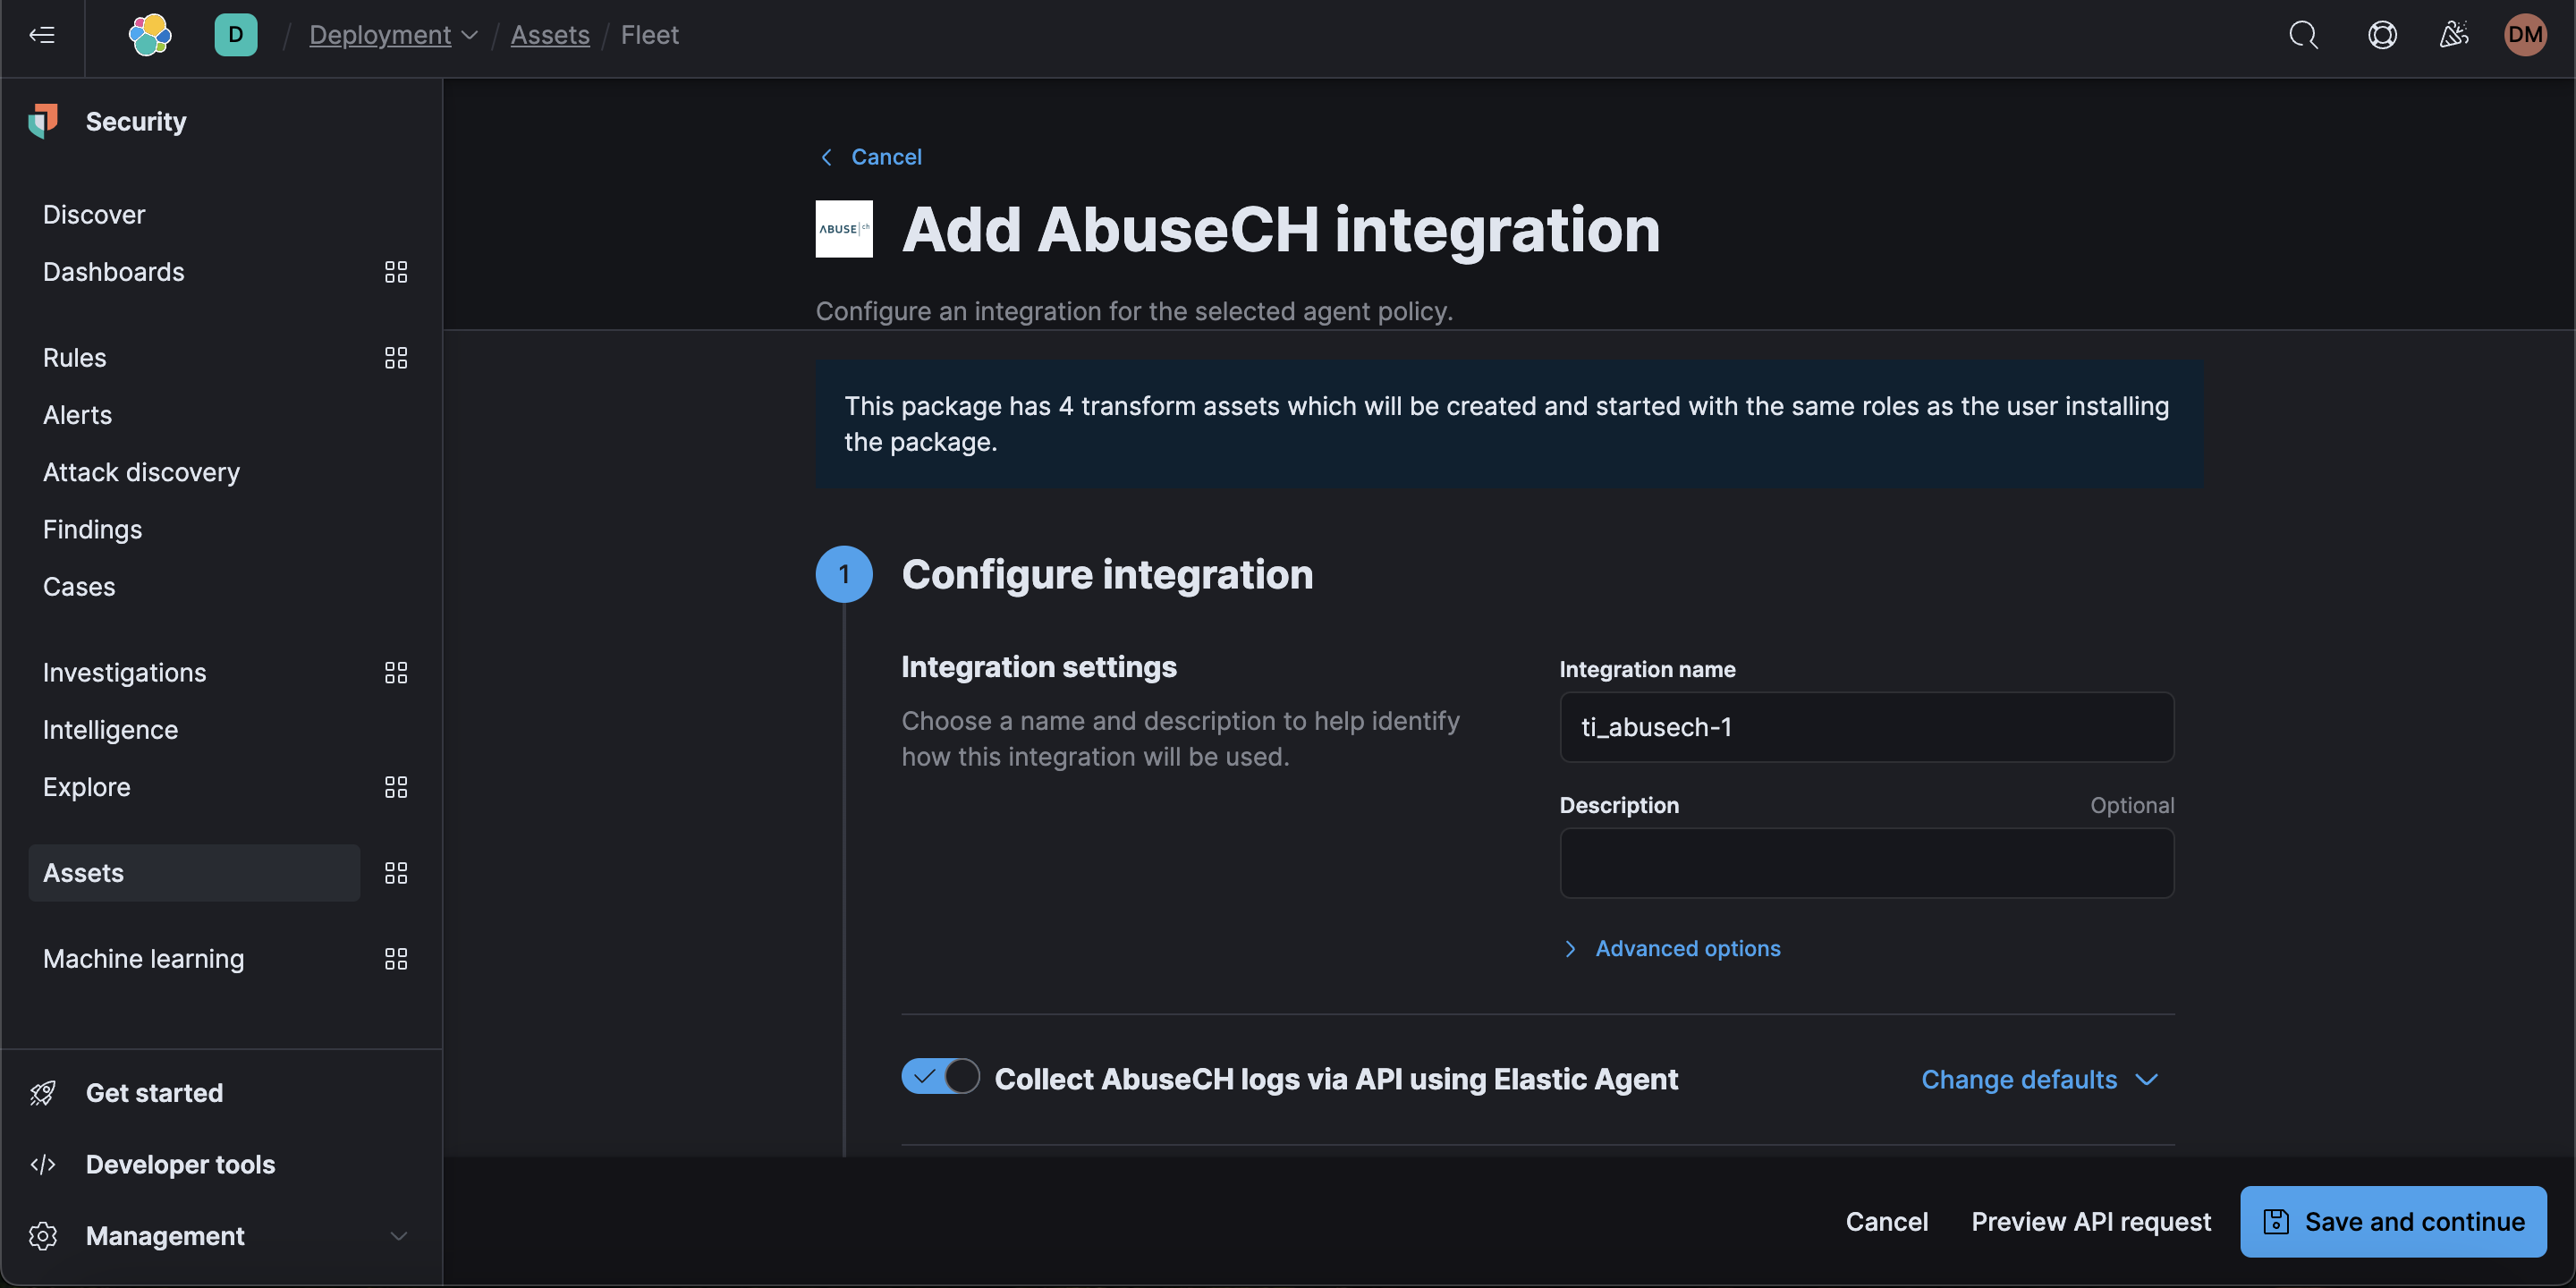 D / Deployment / Assets / Fleet
DM
Security
Discover
Dashboards
Rules
Alerts
Attack discovery
Findings
Cases
Investigations
Intelligence
Explore
Assets
Machine learning
Get started
Developer tools
Management
Cancel
ABUSE|ch
Add AbuseCH integration
Configure an integration for the selected agent policy.
This package has 4 transform assets which will be created and started with the same roles as the user installing
the package.
1
Configure integration
Integration settings
Choose a name and description to help identify
how this integration will be used.
Integration name
ti_abusech-1
Description Optional
Advanced options
Collect AbuseCH logs via API using Elastic Agent
Change defaults
Cancel
Preview API request
Save and continue